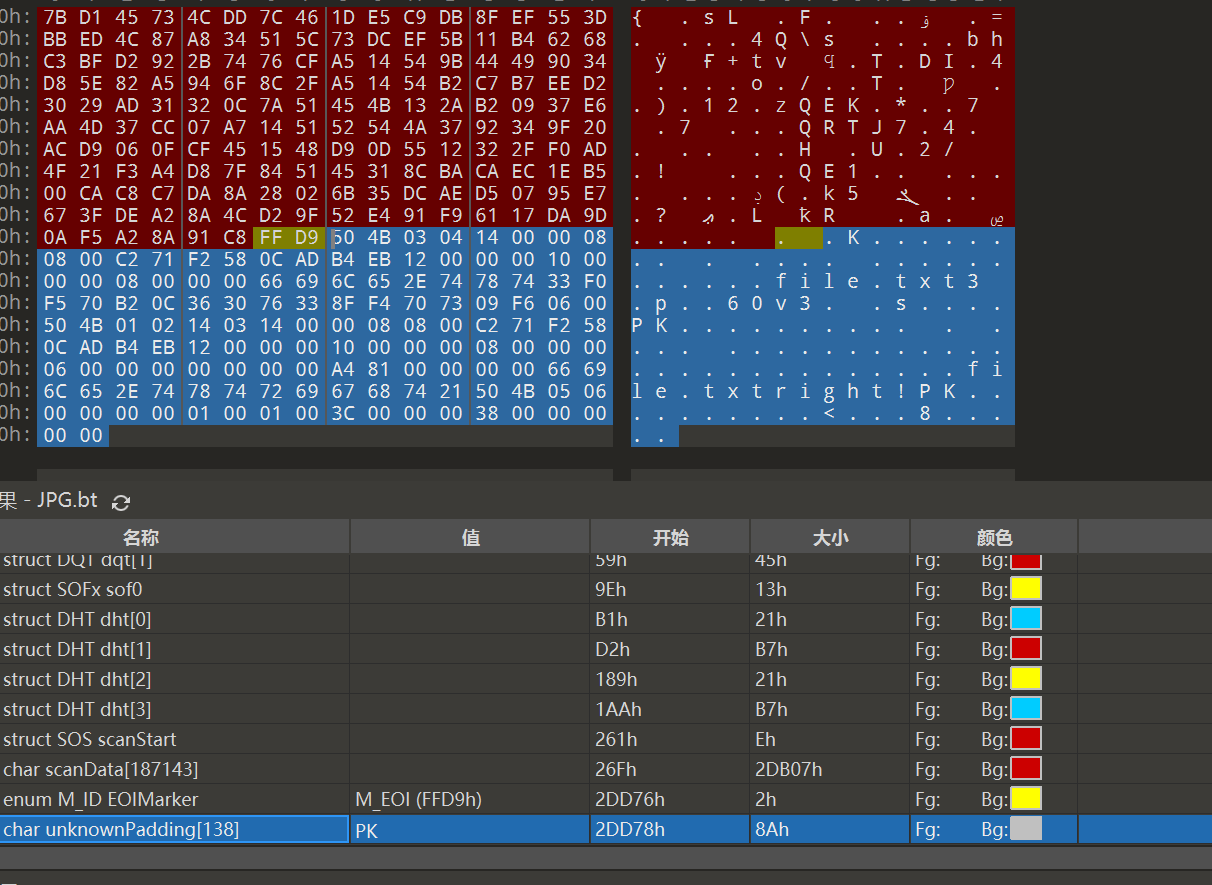 0h: 7B D1 45 73 4C DD 7C 46 1D E5 C9 DB 8F EF 55 3D
0h: BB ED 4C 87 A8 34 51 5C 73 DC EF 5B 11 B4 62 68
0h: C3 BF D2 92 2B 74 76 CF A5 14 54 9B 44 49 90 34
0h: D8 5E 82 A5 94 6F 8C 2F A5 14 54 B2 C7 B7 EE D2
0h: 30 29 AD 31 32 0C 7A 51 45 4B 13 2A B2 09 37 E6
0h: AA 4D 37 CC 07 A7 14 51 52 54 4A 37 92 34 9F 20
0h: AC D9 06 0F CF 45 15 48 D9 0D 55 12 32 2F F0 AD
0h: 4F 21 F3 A4 D8 7F 84 51 45 31 8C BA CA EC 1E B5
0h: 00 CA C8 C7 DA 8A 28 02 6B 35 DC AE D5 07 95 E7
0h: 67 3F DE A2 8A 4C D2 9F 52 E4 91 F9 61 17 DA 9D
0h: 0A F5 A2 8A 91 C8 FF D9 50 4B 03 04 14 00 00 08
0h: 08 00 C2 71 F2 58 0C AD B4 EB 12 00 00 00 10 00
0h: 00 00 08 00 00 00 66 69 6C 65 2E 74 78 74 33 F0 . . . . . . f i l e . t x t 3
0h: F5 70 B2 0C 36 30 76 33 8F F4 70 73 09 F6 06 00
0h: 50 4B 01 02 14 03 14 00 00 08 08 00 C2 71 F2 58
0h: 0C AD B4 EB 12 00 00 00 10 00 00 00 08 00 00 00
0h: 06 00 00 00 00 00 00 00 A4 81 00 00 00 00 66 69
0h: 6C 65 2E 74 78 74 72 69 67 68 74 21 50 4B 05 06 l e . t x t r i g h t ! P K . .
0h: 00 00 00 00 01 00 01 00 3C 00 00 00 38 00 00 00 . . . . . . . . < . . . 8 . . .
0h: 00 00 . .
果 - JPG.bt
名称 值 开始 大小 颜色
struct DQT dqt[1] 59h 45h Fg: Bg:
struct SOFx sof0 9Eh 13h Fg: Bg:
struct DHT dht[0] B1h 21h Fg: Bg:
struct DHT dht[1] D2h B7h Fg: Bg:
struct DHT dht[2] 189h 21h Fg: Bg:
struct DHT dht[3] 1AAh B7h Fg: Bg:
struct SOS scanStart 261h Eh Fg: Bg:
char scanData[187143] 26Fh 2DB07h Fg: Bg:
enum M_ID EOIMarker M_EOI (FFD9h) 2DD76h 2h Fg: Bg:
char unknownPadding[138] PK 2DD78h 8Ah Fg: Bg: